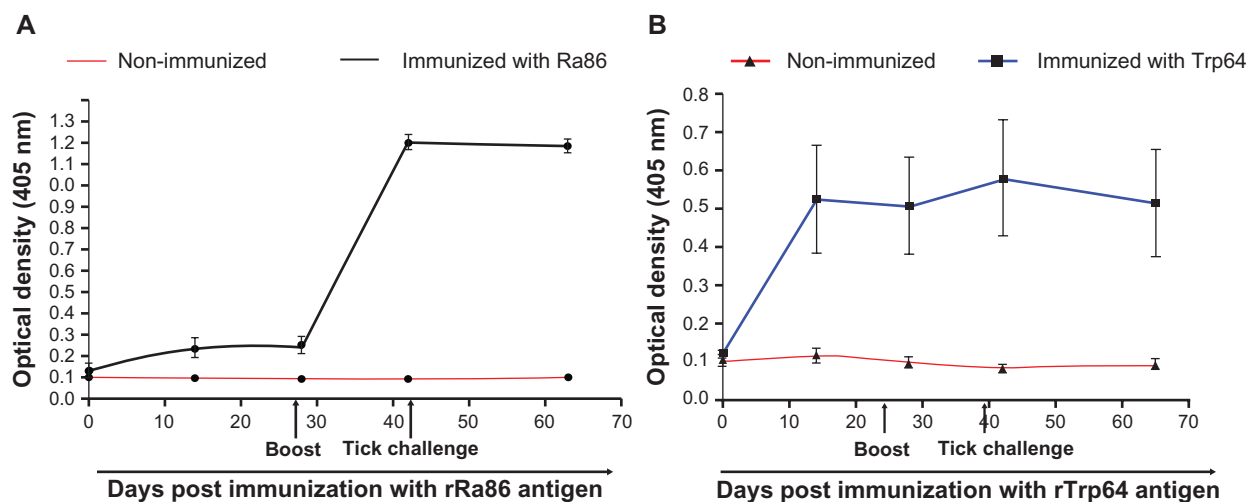 A
Non-immunized
Immunized with Ra86
Optical density (405 nm)
1.3
1.2
1.3
0.0
0.9
0.8
0.7
0.6
0.5
0.4
0.3
0.2
0.1
0.0
0 10 20 30 40 50 60 70
Boost
Tick challenge
Days post immunization with rRa86 antigen
B
Non-immunized
Immunized with Trp64
Optical density (405 nm)
0.8
0.7
0.6
0.5
0.4
0.3
0.2
0.1
0.0
0 10 20 30 40 50 60 70
Boost
Tick challenge
Days post immunization with rTrp64 antigen